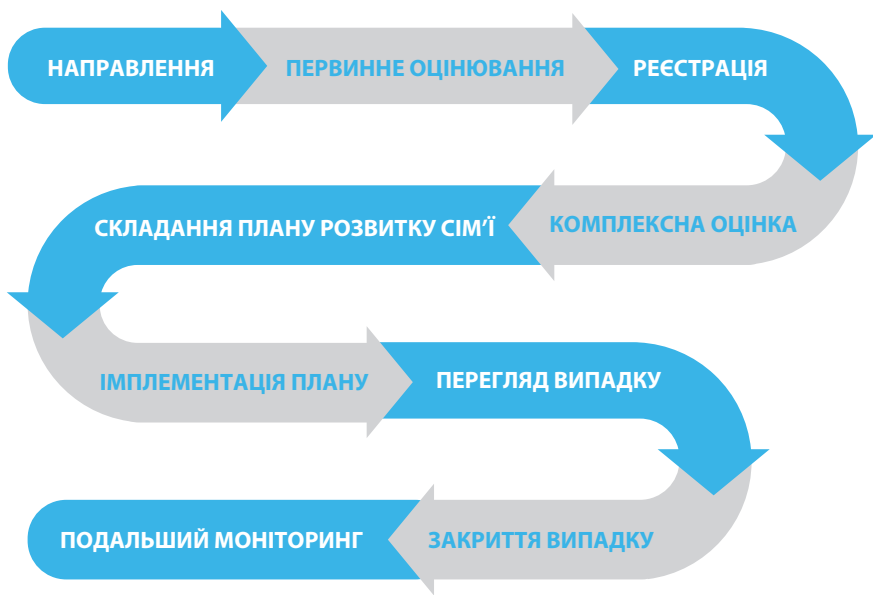 НАПРАВЛЕННЯ
ПЕРВИННЕ ОЦІНЮВАННЯ
РЕЄСТРАЦІЯ
КОМПЛЕКСНА ОЦІНКА
СКЛАДАННЯ ПЛАНУ РОЗВИТКУ СІМ’Ї
ІМПЛЕМЕНТАЦІЯ ПЛАНУ
ПЕРЕГЛЯД ВИПАДКУ
ЗАКРИТТЯ ВИПАДКУ
ПОДАЛЬШИЙ МОНІТОРИНГ